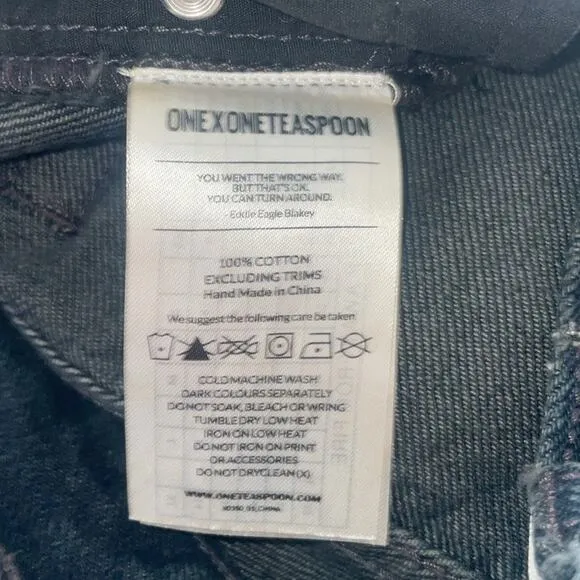 ONEXONETEASPOON
YOU WENT THE WRONG WAY.
BUT THAT'S OK.
YOU CAN TURN AROUND.
- Eddie Eagle Blakey
100% COTTON
EXCLUDING TRIMS
Hand Made in China
We suggest the following care be taken
COLD MACHINE WASH
DARK COLOURS SEPARATELY
DO NOT SOAK, BLEACH OR WRING
TUMBLE DRY LOW HEAT
IRON ON LOW HEAT
DO NOT IRON ON PRINT
OR ACCESSORIES
DO NOT DRYCLEAN (X)
WWW.ONETEASPOON.COM